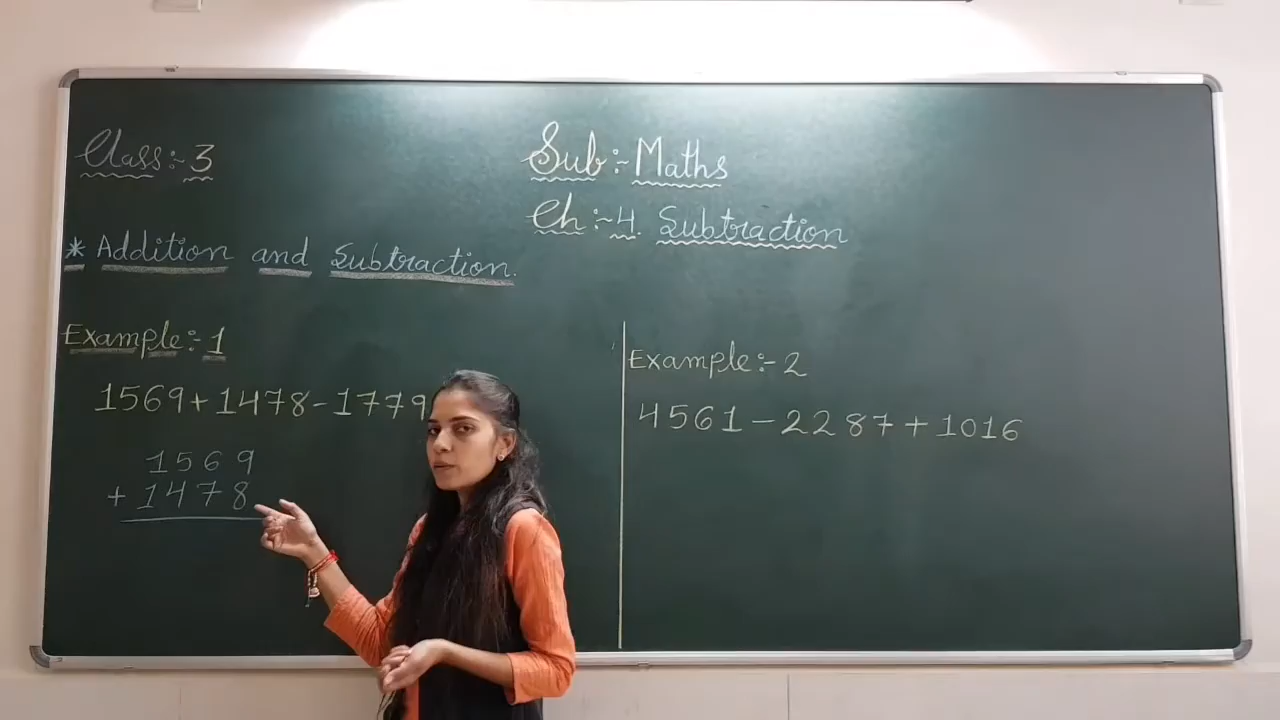 Class:- 3
Sub:- Maths
Ch:- 4. Subtraction
* Addition and Subtraction.
Example:- 1
1569+1478-1779
1569
+ 1478
Example:- 2
4561-2287+1016